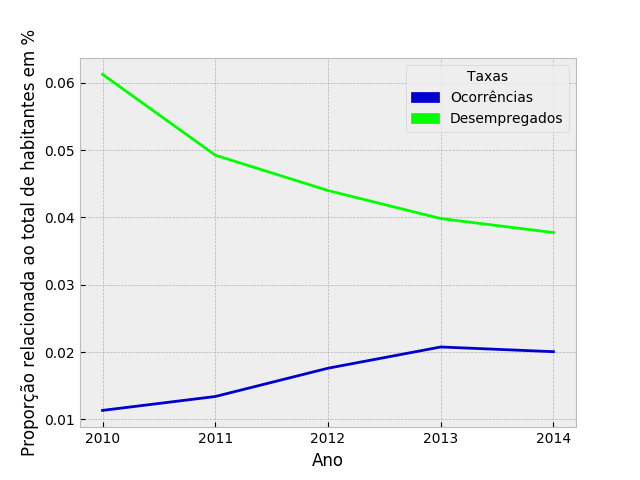 Proporção relacionada ao total de habitantes em %
0.06
0.05
0.04
0.03
0.02
0.01
Taxas
Ocorrências
Desempregados
2010
2011
2012
2013
2014
Ano